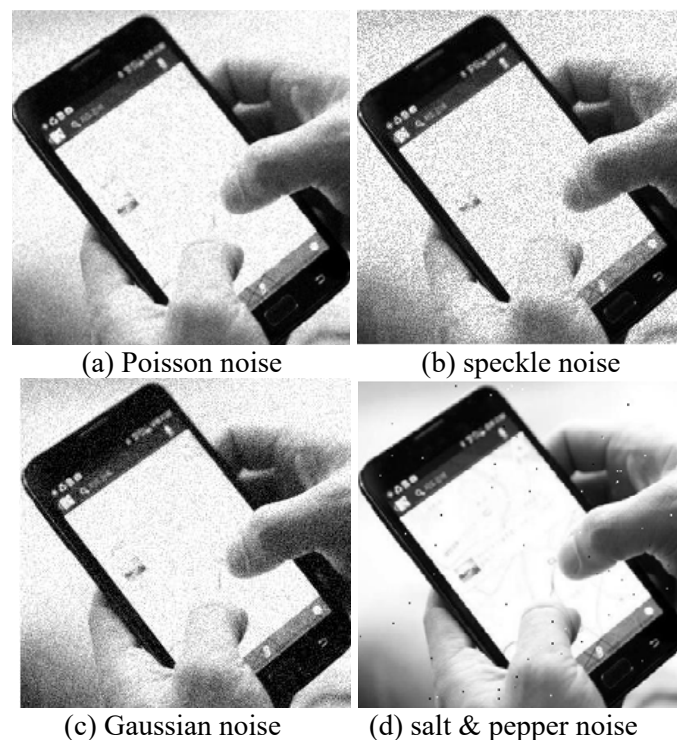 (a) Poisson noise
(b) speckle noise
(c) Gaussian noise
(d) salt & pepper noise